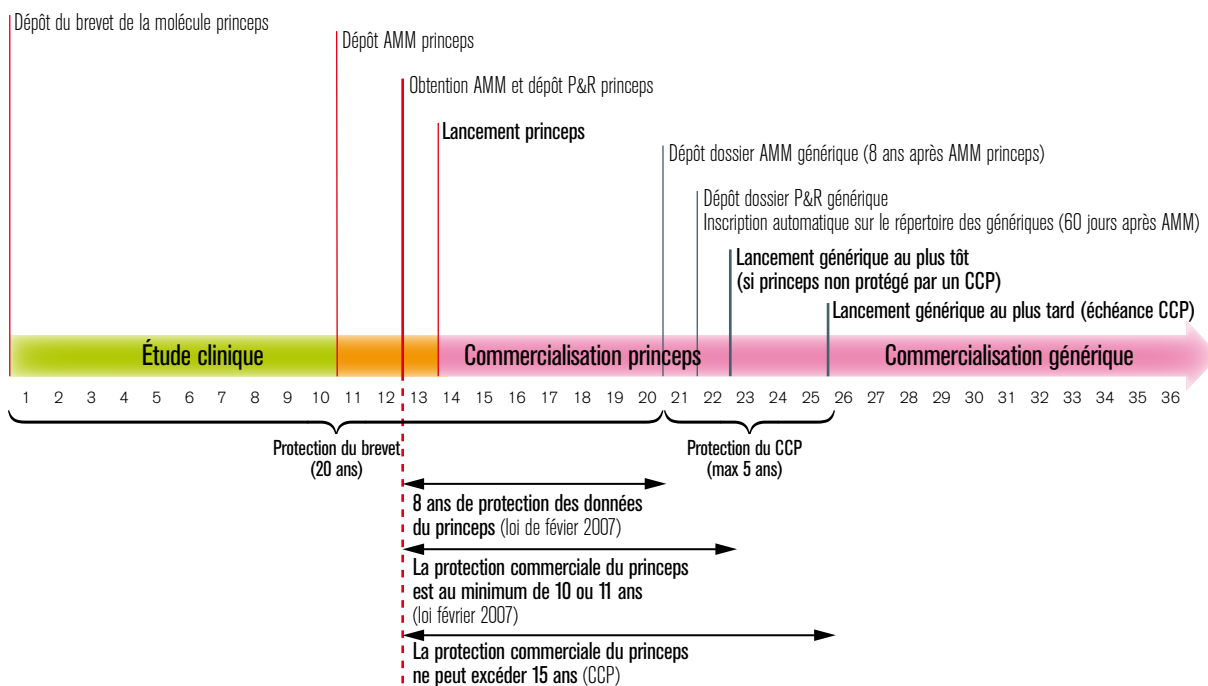 Dépôt du brevet de la molécule princeps
Dépôt AMM princeps
Obtention AMM et dépôt P&R princeps
Lancement princeps
Dépôt dossier AMM générique (8 ans après AMM princeps)
Dépôt dossier P&R générique
Inscription automatique sur le répertoire des génériques (60 jours après AMM)
Lancement générique au plus tôt
(si princeps non protégé par un CCP)
Lancement générique au plus tard (échéance CCP)
Étude clinique
Commercialisation princeps
Commercialisation générique
1 2 3 4 5 6 7 8 9 10 11 12 13 14 15 16 17 18 19 20 21 22 23 24 25 26 27 28 29 30 31 32 33 34 35 36
Protection du brevet
(20 ans)
Protection du CCP
(max 5 ans)
8 ans de protection des données
du princeps (loi de févier 2007)
La protection commerciale du princeps
est au minimum de 10 ou 11 ans
(loi février 2007)
La protection commerciale du princeps
ne peut excéder 15 ans (CCP)